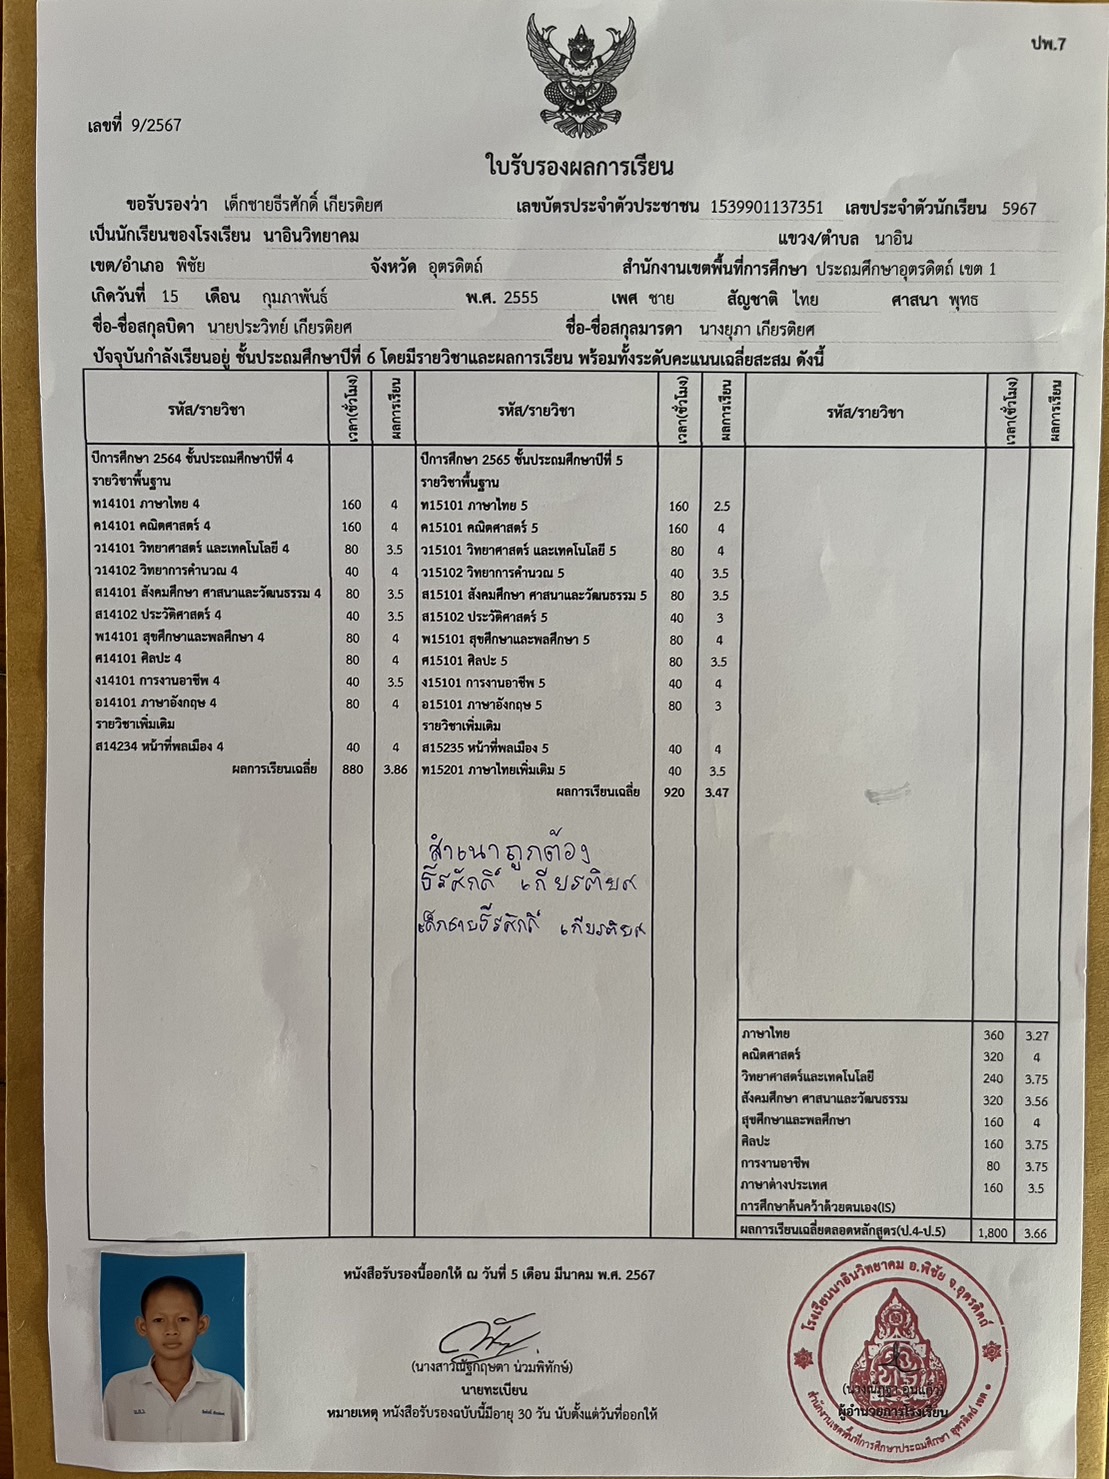 ปพ.7
เลขที่ 9/2567
ใบรับรองผลการเรียน
ขอรับรองว่า เด็กชายธีรศักดิ์ เกียรติยศ เลขบัตรประจำตัวประชาชน 1539901137351 เลขประจำตัวนักเรียน 5967
เป็นนักเรียนของโรงเรียน นาอินวิทยาคม แขวง/ตำบล นาอิน
เขต/อำเภอ พิชัย จังหวัด อุตรดิตถ์ สำนักงานเขตพื้นที่การศึกษา ประถมศึกษาอุตรดิตถ์ เขต 1
เกิดวันที่ 15 เดือน กุมภาพันธ์ พ.ศ. 2555 เพศ ชาย สัญชาติ ไทย ศาสนา พุทธ
ชื่อ-ชื่อสกุลบิดา นายประวิทย์ เกียรติยศ ชื่อ-ชื่อสกุลมารดา นางยุภา เกียรติยศ
ปัจจุบันกำลังเรียนอยู่ ชั้นประถมศึกษาปีที่ 6 โดยมีรายวิชาและผลการเรียน พร้อมทั้งระดับคะแนนเฉลี่ยสะสม ดังนี้
รหัส/รายวิชา เวลา(ชั่วโมง) ผลการเรียน รหัส/รายวิชา เวลา(ชั่วโมง) ผลการเรียน รหัส/รายวิชา เวลา(ชั่วโมง) ผลการเรียน
ปีการศึกษา 2564 ชั้นประถมศึกษาปีที่ 4
รายวิชาพื้นฐาน
ท14101 ภาษาไทย 4 160 4
ค14101 คณิตศาสตร์ 4 160 4
ว14101 วิทยาศาสตร์ และเทคโนโลยี 4 80 3.5
ว14102 วิทยาการคำนวณ 4 40 4
ส14101 สังคมศึกษา ศาสนาและวัฒนธรรม 4 80 3.5
ส14102 ประวัติศาสตร์ 4 40 3.5
พ14101 สุขศึกษาและพลศึกษา 4 80 4
ศ14101 ศิลปะ 4 80 4
ง14101 การงานอาชีพ 4 40 3.5
อ14101 ภาษาอังกฤษ 4 80 4
รายวิชาเพิ่มเติม
ส14234 หน้าที่พลเมือง 4 40 4
ผลการเรียนเฉลี่ย 880 3.86
ปีการศึกษา 2565 ชั้นประถมศึกษาปีที่ 5
รายวิชาพื้นฐาน
ท15101 ภาษาไทย 5 160 2.5
ค15101 คณิตศาสตร์ 5 160 4
ว15101 วิทยาศาสตร์ และเทคโนโลยี 5 80 4
ว15102 วิทยาการคำนวณ 5 40 3.5
ส15101 สังคมศึกษา ศาสนาและวัฒนธรรม 5 80 3.5
ส15102 ประวัติศาสตร์ 5 40 3
พ15101 สุขศึกษาและพลศึกษา 5 80 4
ศ15101 ศิลปะ 5 80 3.5
ง15101 การงานอาชีพ 5 40 4
อ15101 ภาษาอังกฤษ 5 80 3
รายวิชาเพิ่มเติม
ส15235 หน้าที่พลเมือง 5 40 4
ท15201 ภาษาไทยเพิ่มเติม 5 40 3.5
ผลการเรียนเฉลี่ย 920 3.47
สำเนาถูกต้อง
ธีรศักดิ์ เกียรติยศ
เด็กชายธีรศักดิ์ เกียรติยศ
ภาษาไทย 360 3.27
คณิตศาสตร์ 320 4
วิทยาศาสตร์และเทคโนโลยี 240 3.75
สังคมศึกษา ศาสนาและวัฒนธรรม 320 3.56
สุขศึกษาและพลศึกษา 160 4
ศิลปะ 160 3.75
การงานอาชีพ 80 3.75
ภาษาต่างประเทศ 160 3.5
การศึกษาค้นคว้าด้วยตนเอง(IS)
ผลการเรียนเฉลี่ยตลอดหลักสูตร(ป.4-ป.5) 1,800 3.66
หนังสือรับรองนี้ออกให้ ณ วันที่ 5 เดือน มีนาคม พ.ศ. 2567
(นางสาวณัฐกฤษตา น่วมพิทักษ์)
นายทะเบียน
หมายเหตุ หนังสือรับรองฉบับนี้มีอายุ 30 วัน นับตั้งแต่วันที่ออกให้
โรงเรียนนาอินวิทยาคม อ.พิชัย จ.อุตรดิตถ์
ผู้อำนวยการโรงเรียน
สำนักงานเขตพื้นที่การศึกษาประถมศึกษา อุตรดิตถ์ เขต ๑